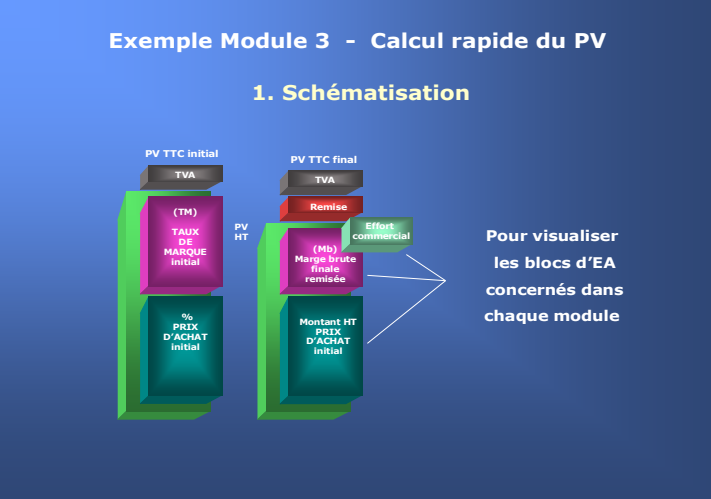 Exemple Module 3 - Calcul rapide du PV
1. Schématisation
PV TTC initial
TVA
(TM)
TAUX
DE
MARQUE
initial
%
PRIX
D’ACHAT
initial
PV
HT
PV TTC final
TVA
Remise
Effort
commercial
(Mb)
Marge brute
finale
remisée
Montant HT
PRIX
D’ACHAT
initial
Pour visualiser
les blocs d’EA
concernés dans
chaque module